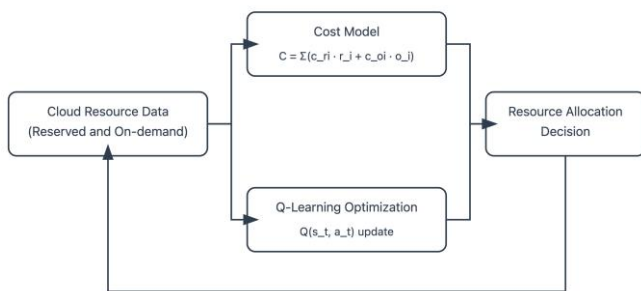 Cost Model
C = Σ(c_ri · r_i + c_oi · o_i)
Cloud Resource Data
(Reserved and On-demand)
Resource Allocation
Decision
Q-Learning Optimization
Q(s_t, a_t) update